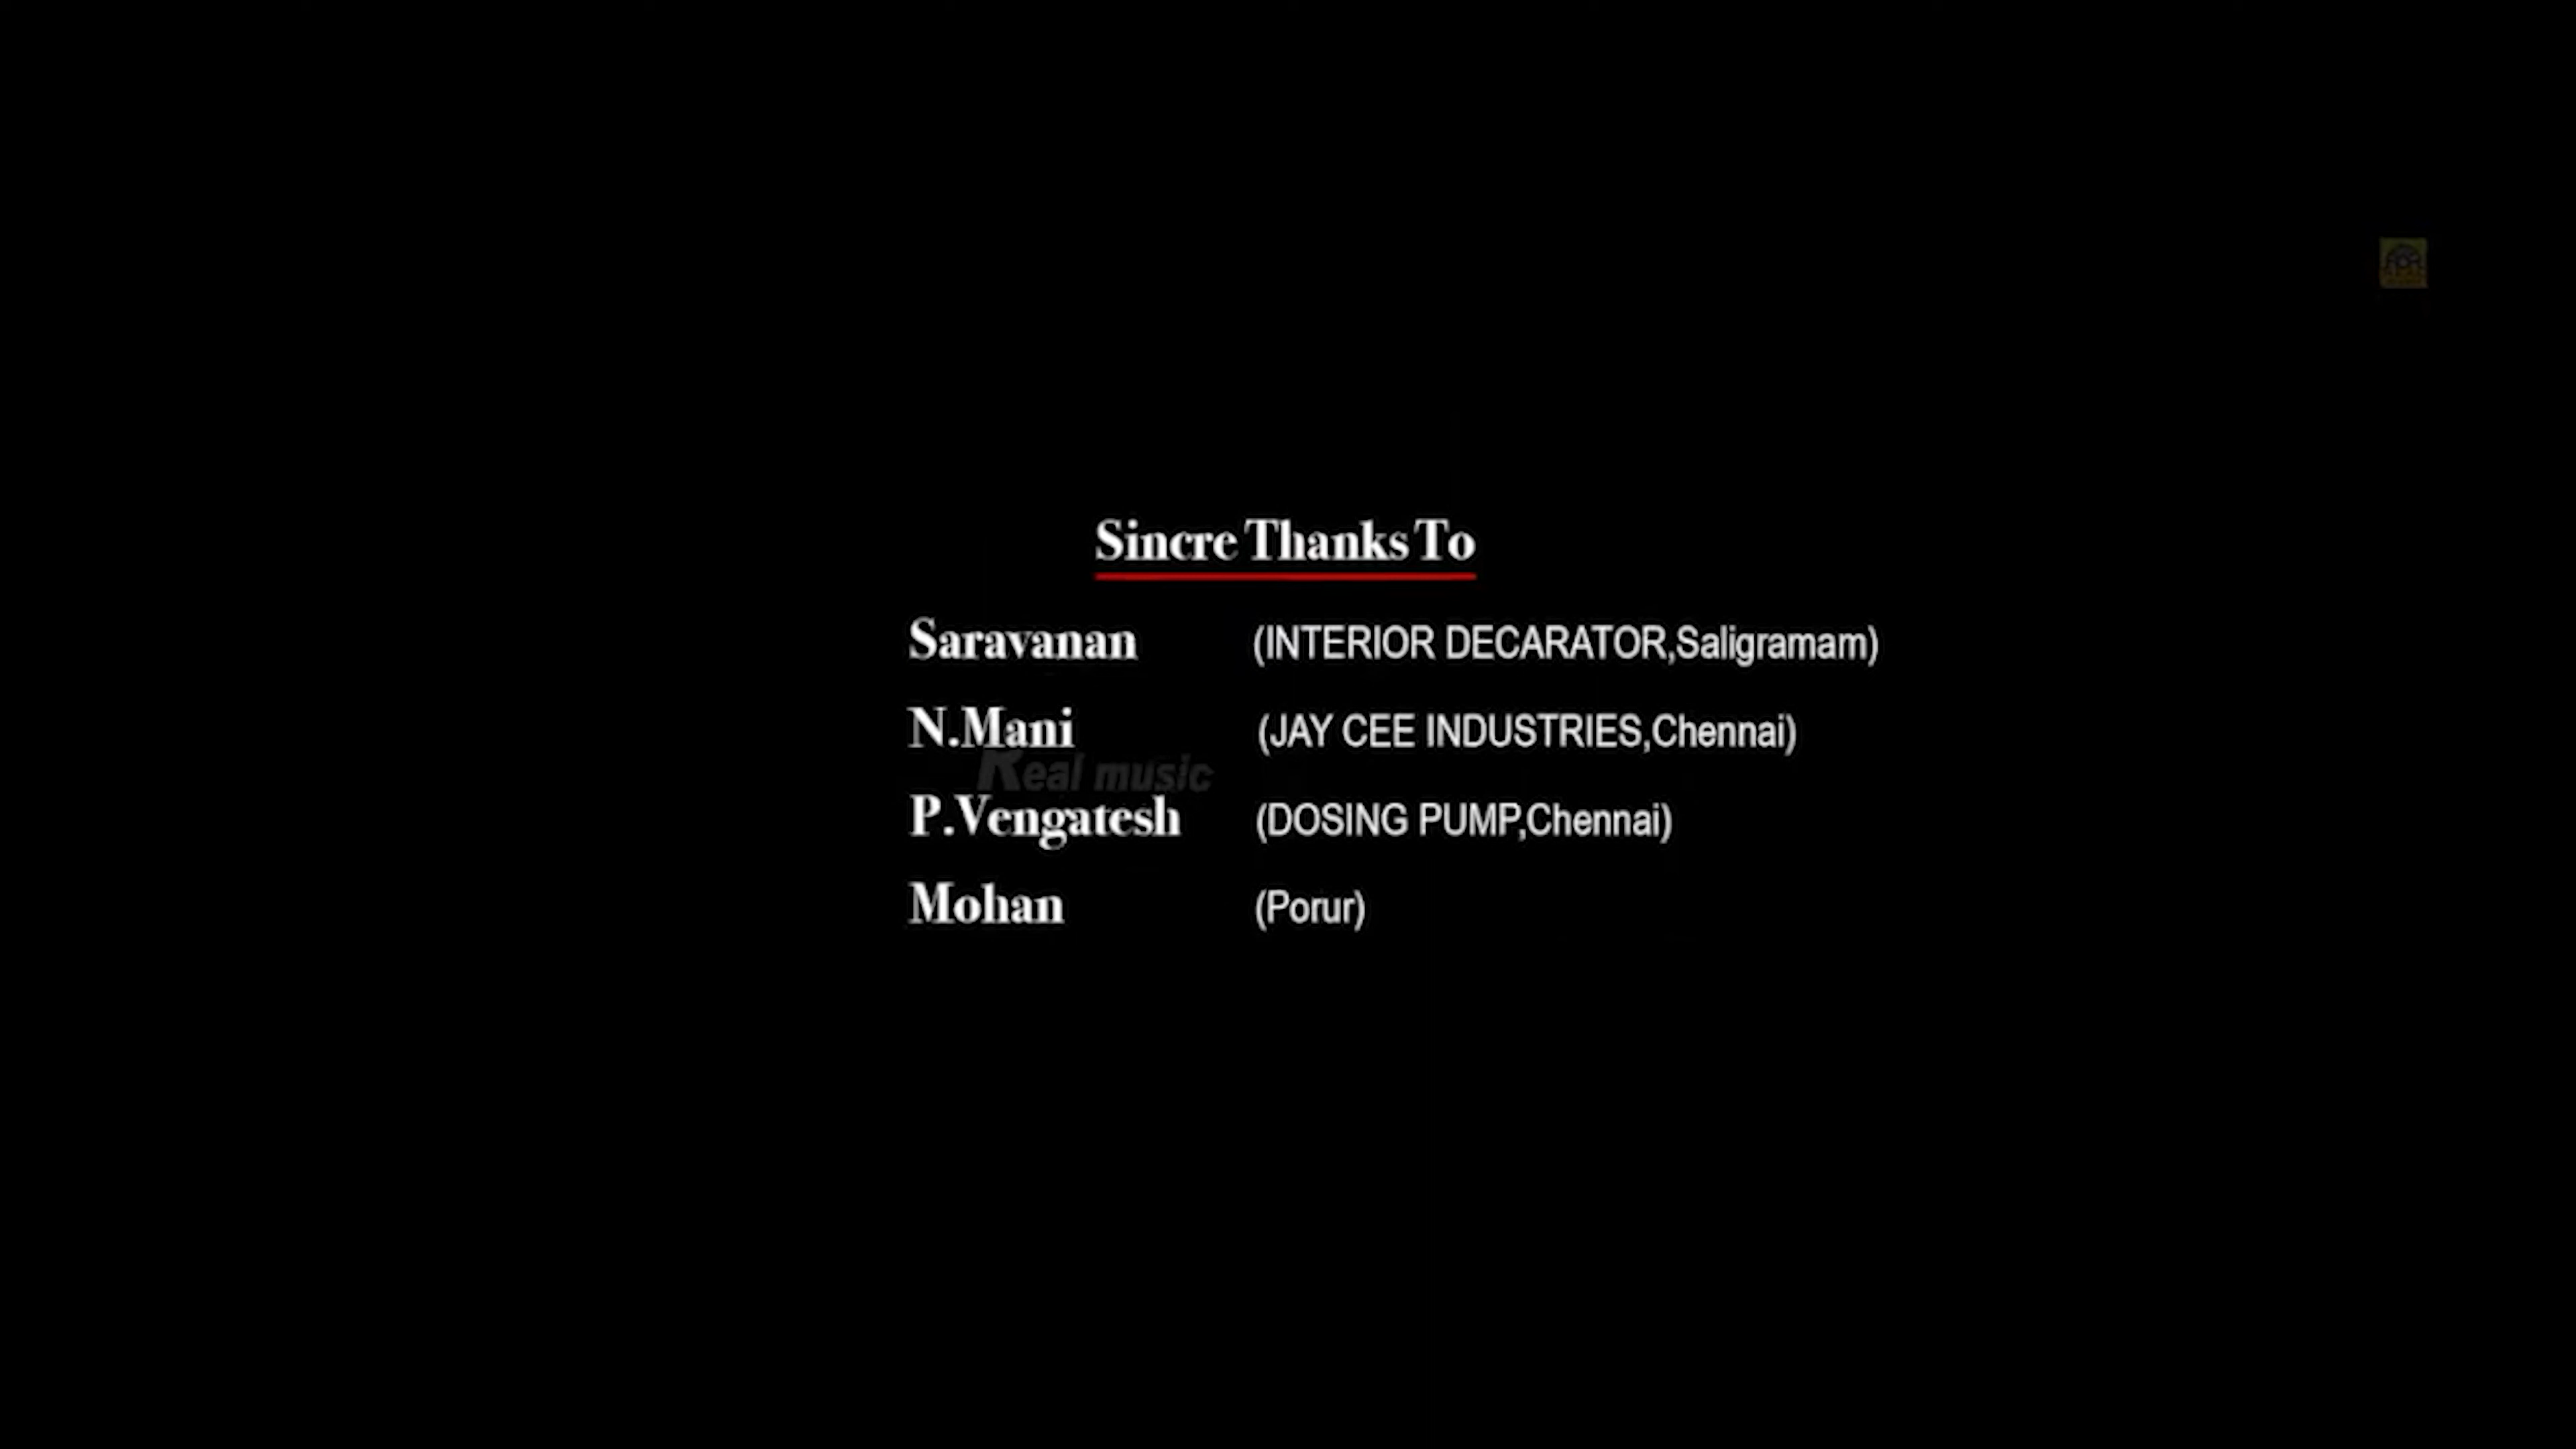 Sincre Thanks To
Saravanan (INTERIOR DECARATOR,Saligramam)
N.Mani (JAY CEE INDUSTRIES,Chennai)
Real music
P.Vengatesh (DOSING PUMP,Chennai)
Mohan (Porur)